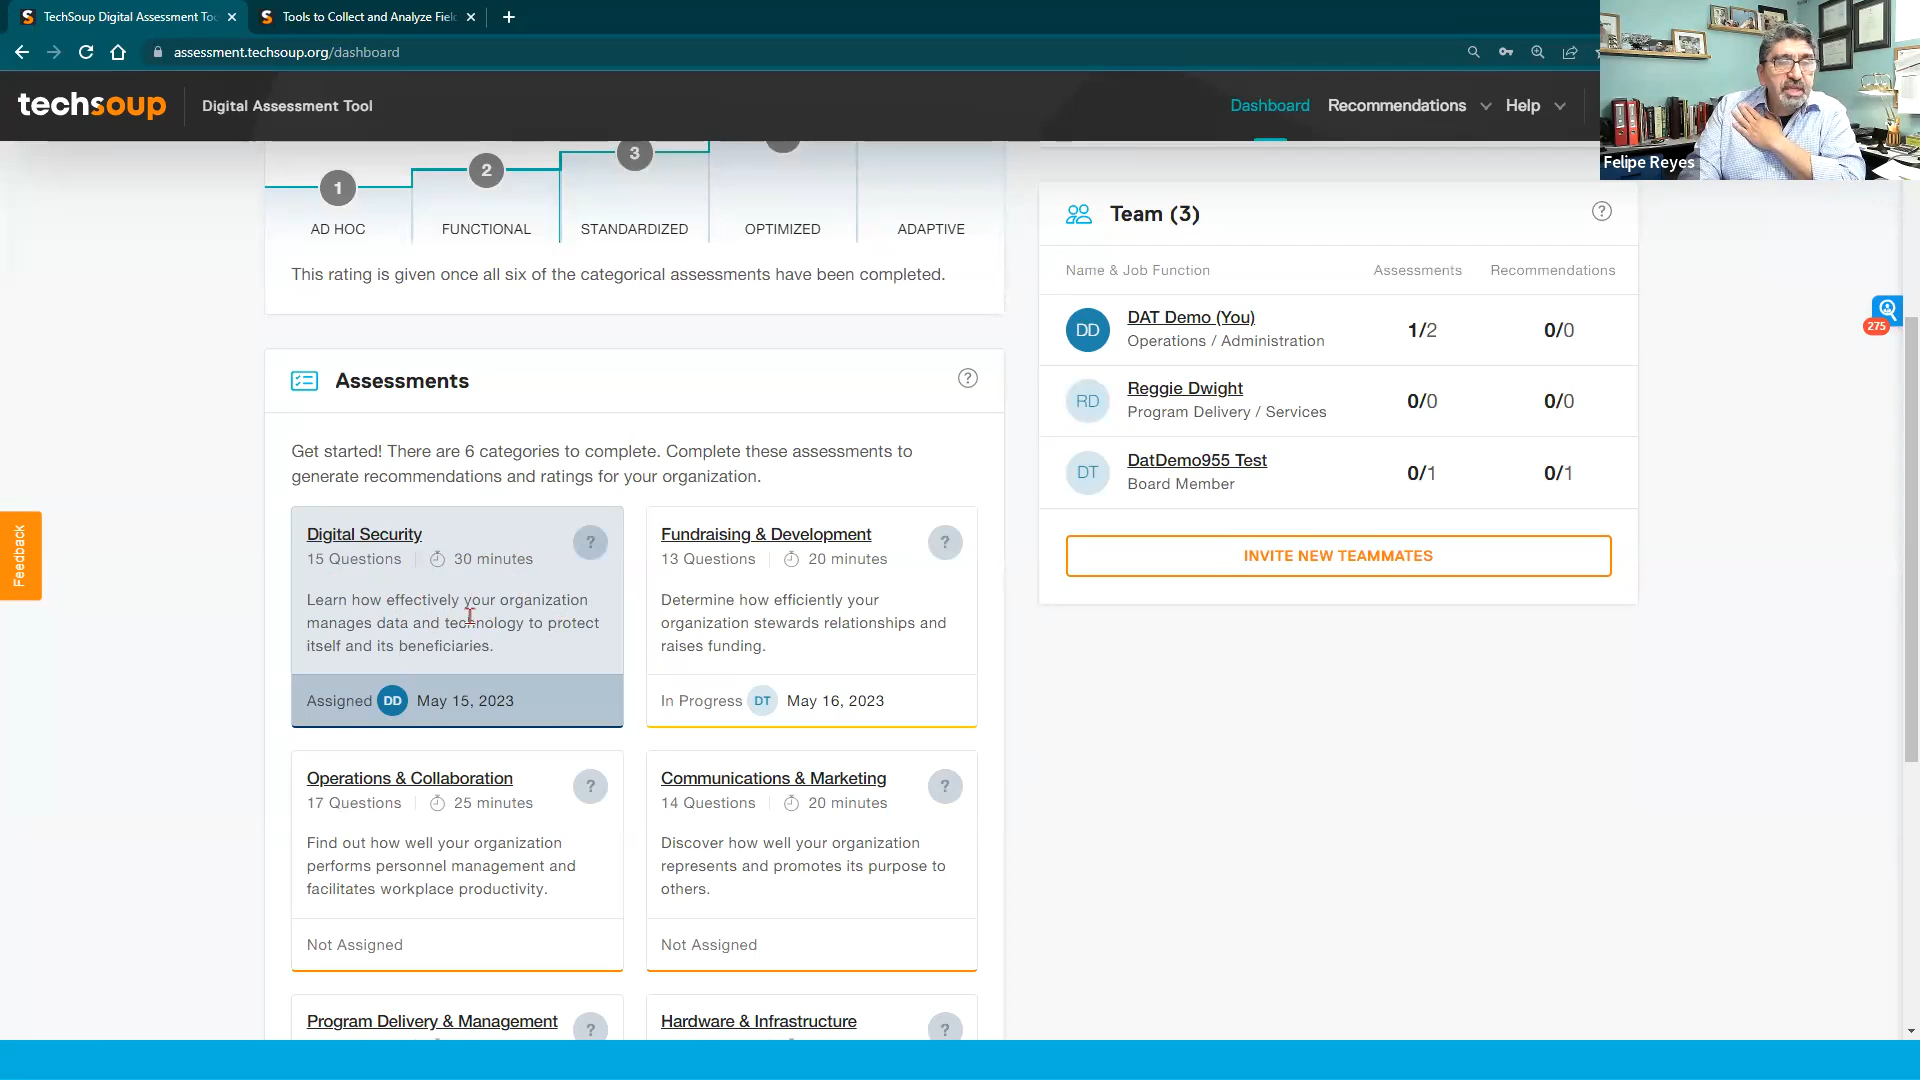 TechSoup Digital Assessment To
Tools to Collect and Analyze Fiel
assessment.techsoup.org/dashboard
techsoup
Digital Assessment Tool
Dashboard
Recommendations
Help
Felipe Reyes
1
2
3
AD HOC
FUNCTIONAL
STANDARDIZED
OPTIMIZED
ADAPTIVE
This rating is given once all six of the categorical assessments have been completed.
Assessments
?
Get started! There are 6 categories to complete. Complete these assessments to
generate recommendations and ratings for your organization.
Digital Security
?
15 Questions
30 minutes
Learn how effectively your organization
manages data and technology to protect
itself and its beneficiaries.
Assigned DD May 15, 2023
Fundraising & Development
?
13 Questions
20 minutes
Determine how efficiently your
organization stewards relationships and
raises funding.
In Progress DT May 16, 2023
Operations & Collaboration
?
17 Questions
25 minutes
Find out how well your organization
performs personnel management and
facilitates workplace productivity.
Not Assigned
Communications & Marketing
?
14 Questions
20 minutes
Discover how well your organization
represents and promotes its purpose to
others.
Not Assigned
Program Delivery & Management
?
Hardware & Infrastructure
?
Team (3)
?
Name & Job Function
Assessments
Recommendations
DD
DAT Demo (You)
Operations / Administration
1/2
0/0
RD
Reggie Dwight
Program Delivery / Services
0/0
0/0
DT
DatDemo955 Test
Board Member
0/1
0/1
INVITE NEW TEAMMATES
Feedback
275